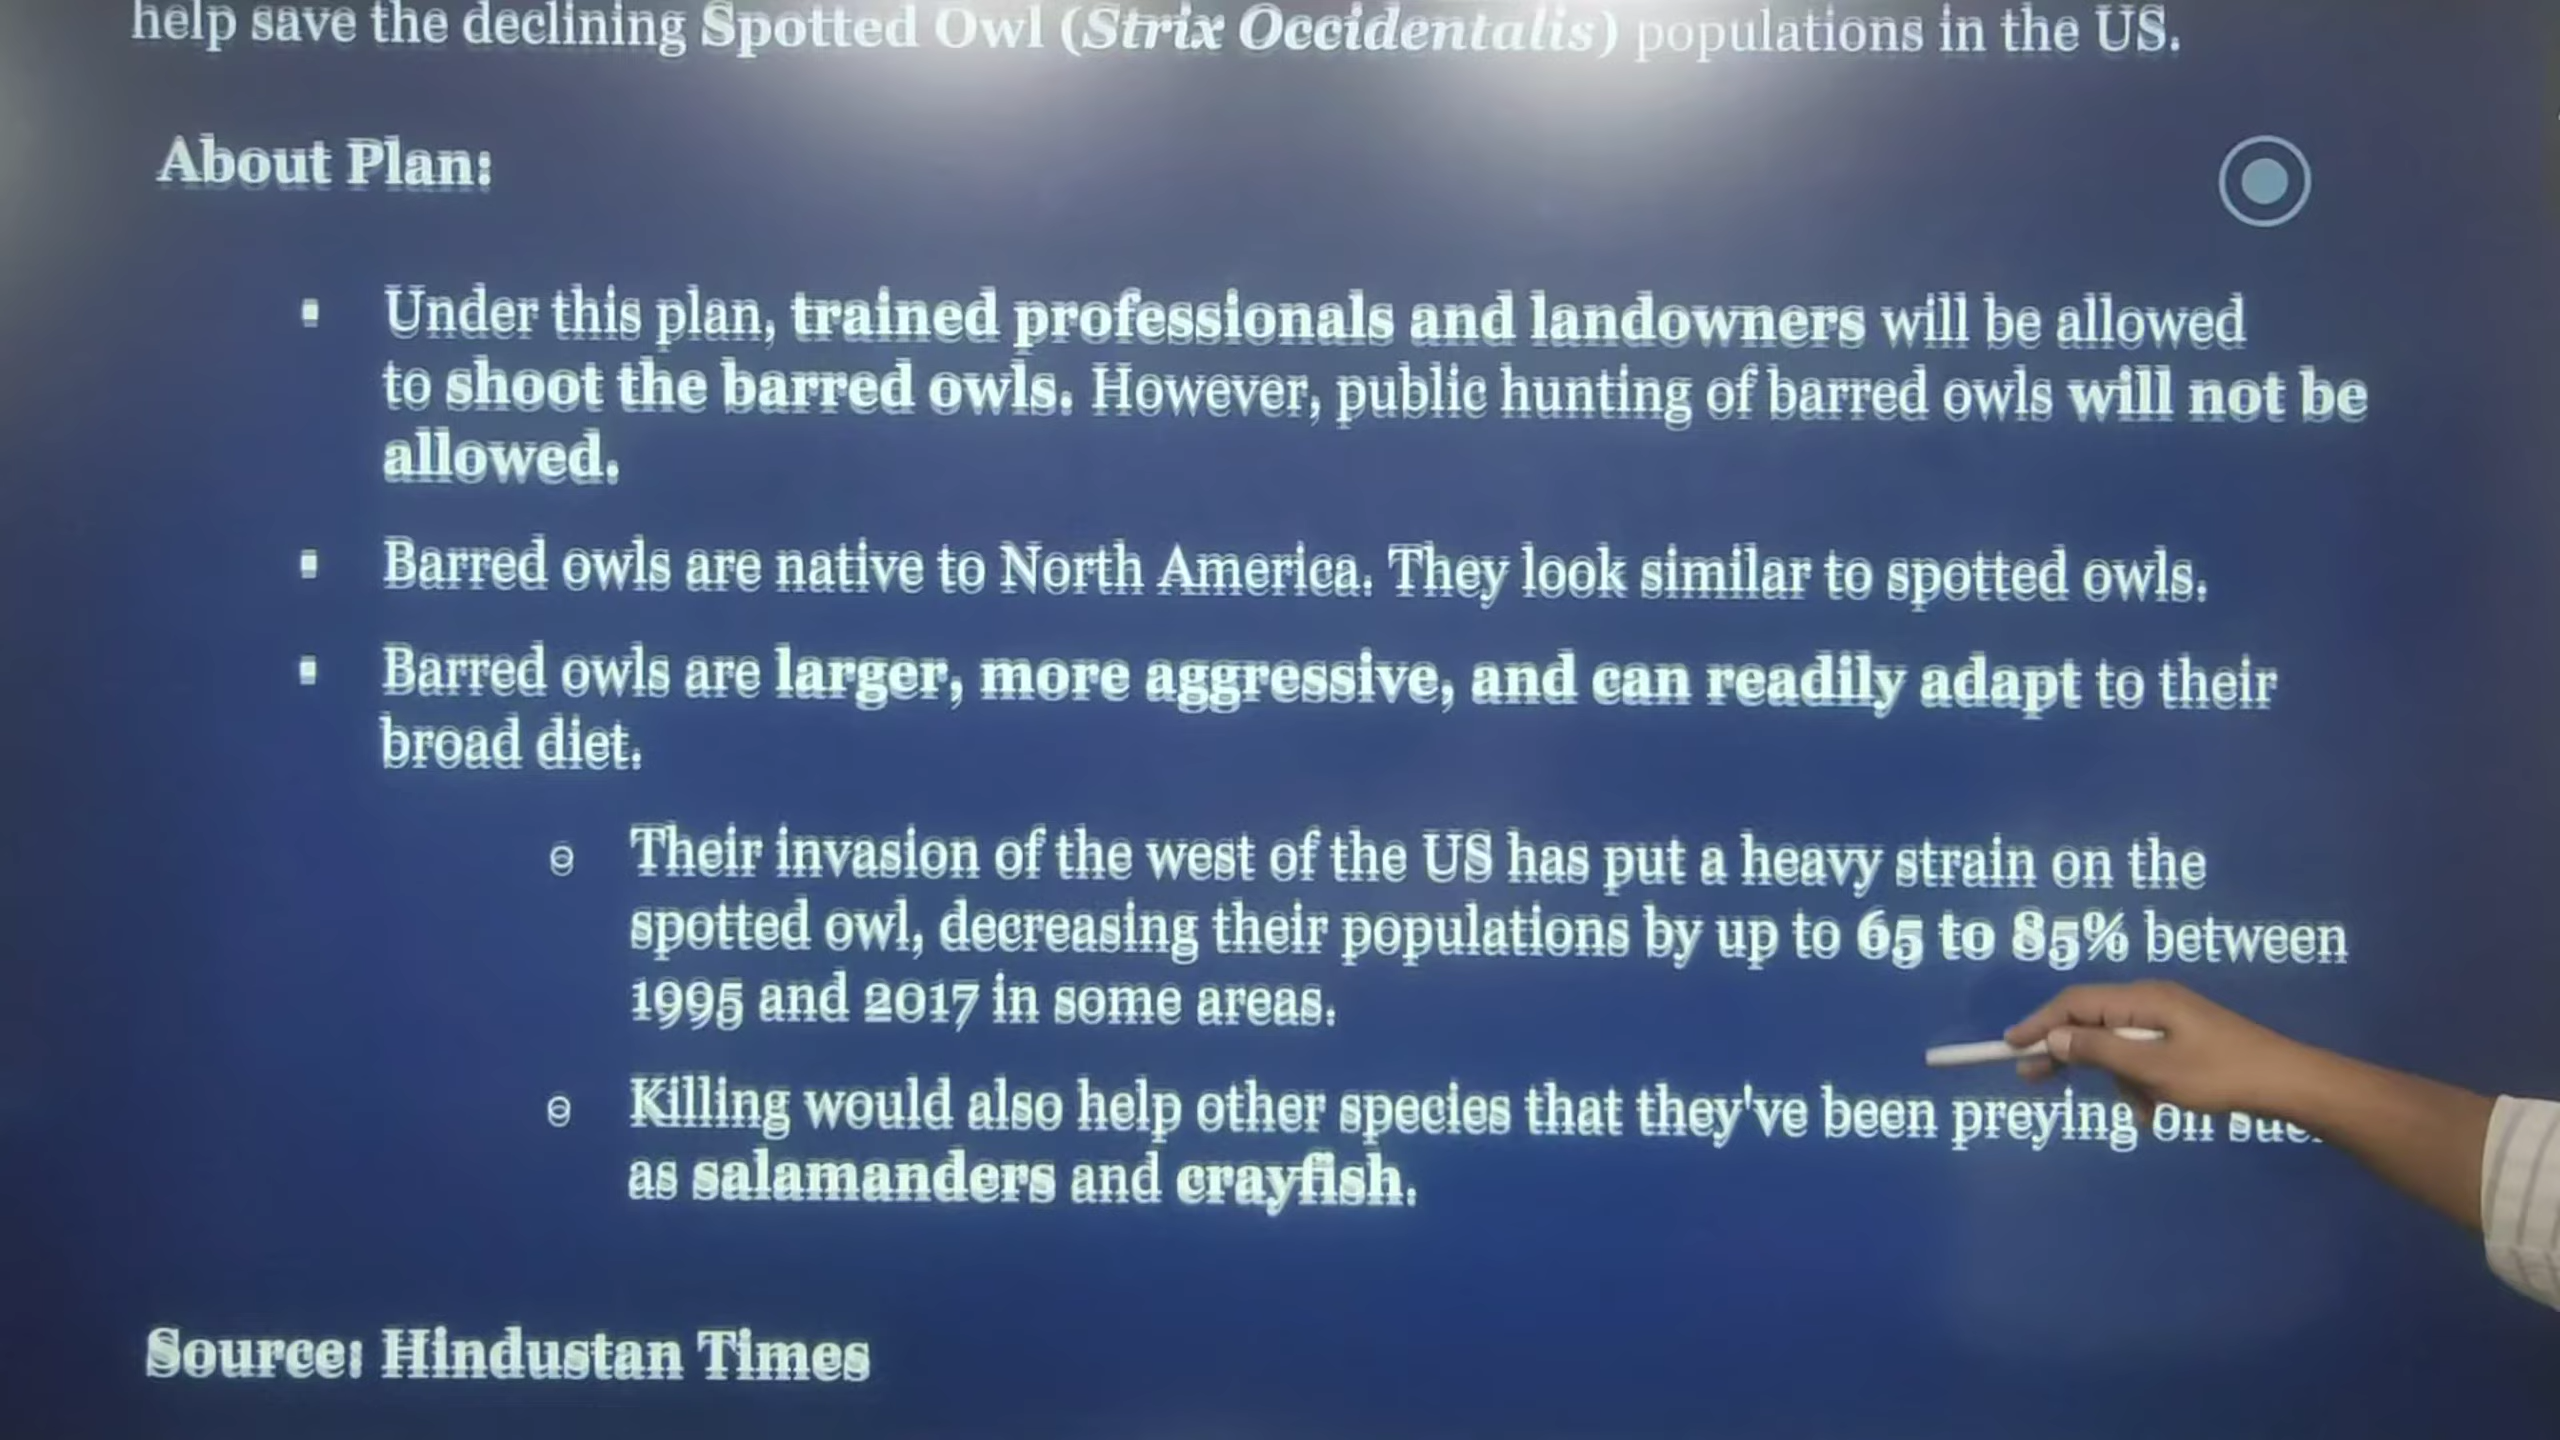 help save the declining Spotted Owl (Strix Occidentalis) populations in the US.
About Plan:
▪ Under this plan, trained professionals and landowners will be allowed
to shoot the barred owls. However, public hunting of barred owls will not be
allowed.
▪ Barred owls are native to North America. They look similar to spotted owls.
▪ Barred owls are larger, more aggressive, and can readily adapt to their
broad diet.
o Their invasion of the west of the US has put a heavy strain on the
spotted owl, decreasing their populations by up to 65 to 85% between
1995 and 2017 in some areas.
o Killing would also help other species that they've been preying on
as salamanders and crayfish.
Source: Hindustan Times